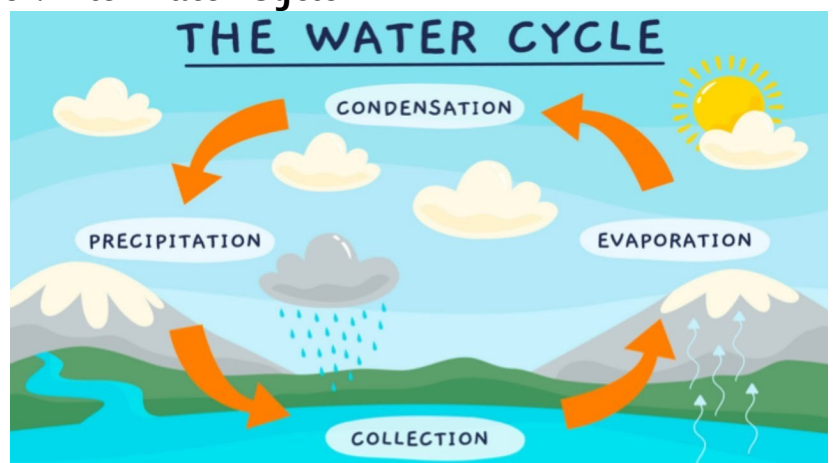 THE WATER CYCLE
CONDENSATION
PRECIPITATION
EVAPORATION
COLLECTION